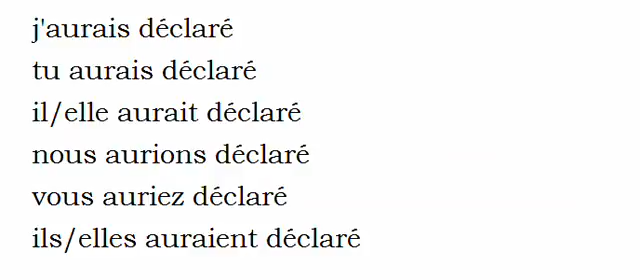 j'aurais déclaré
tu aurais déclaré
il/elle aurait déclaré
nous aurions déclaré
vous auriez déclaré
ils/elles auraient déclaré